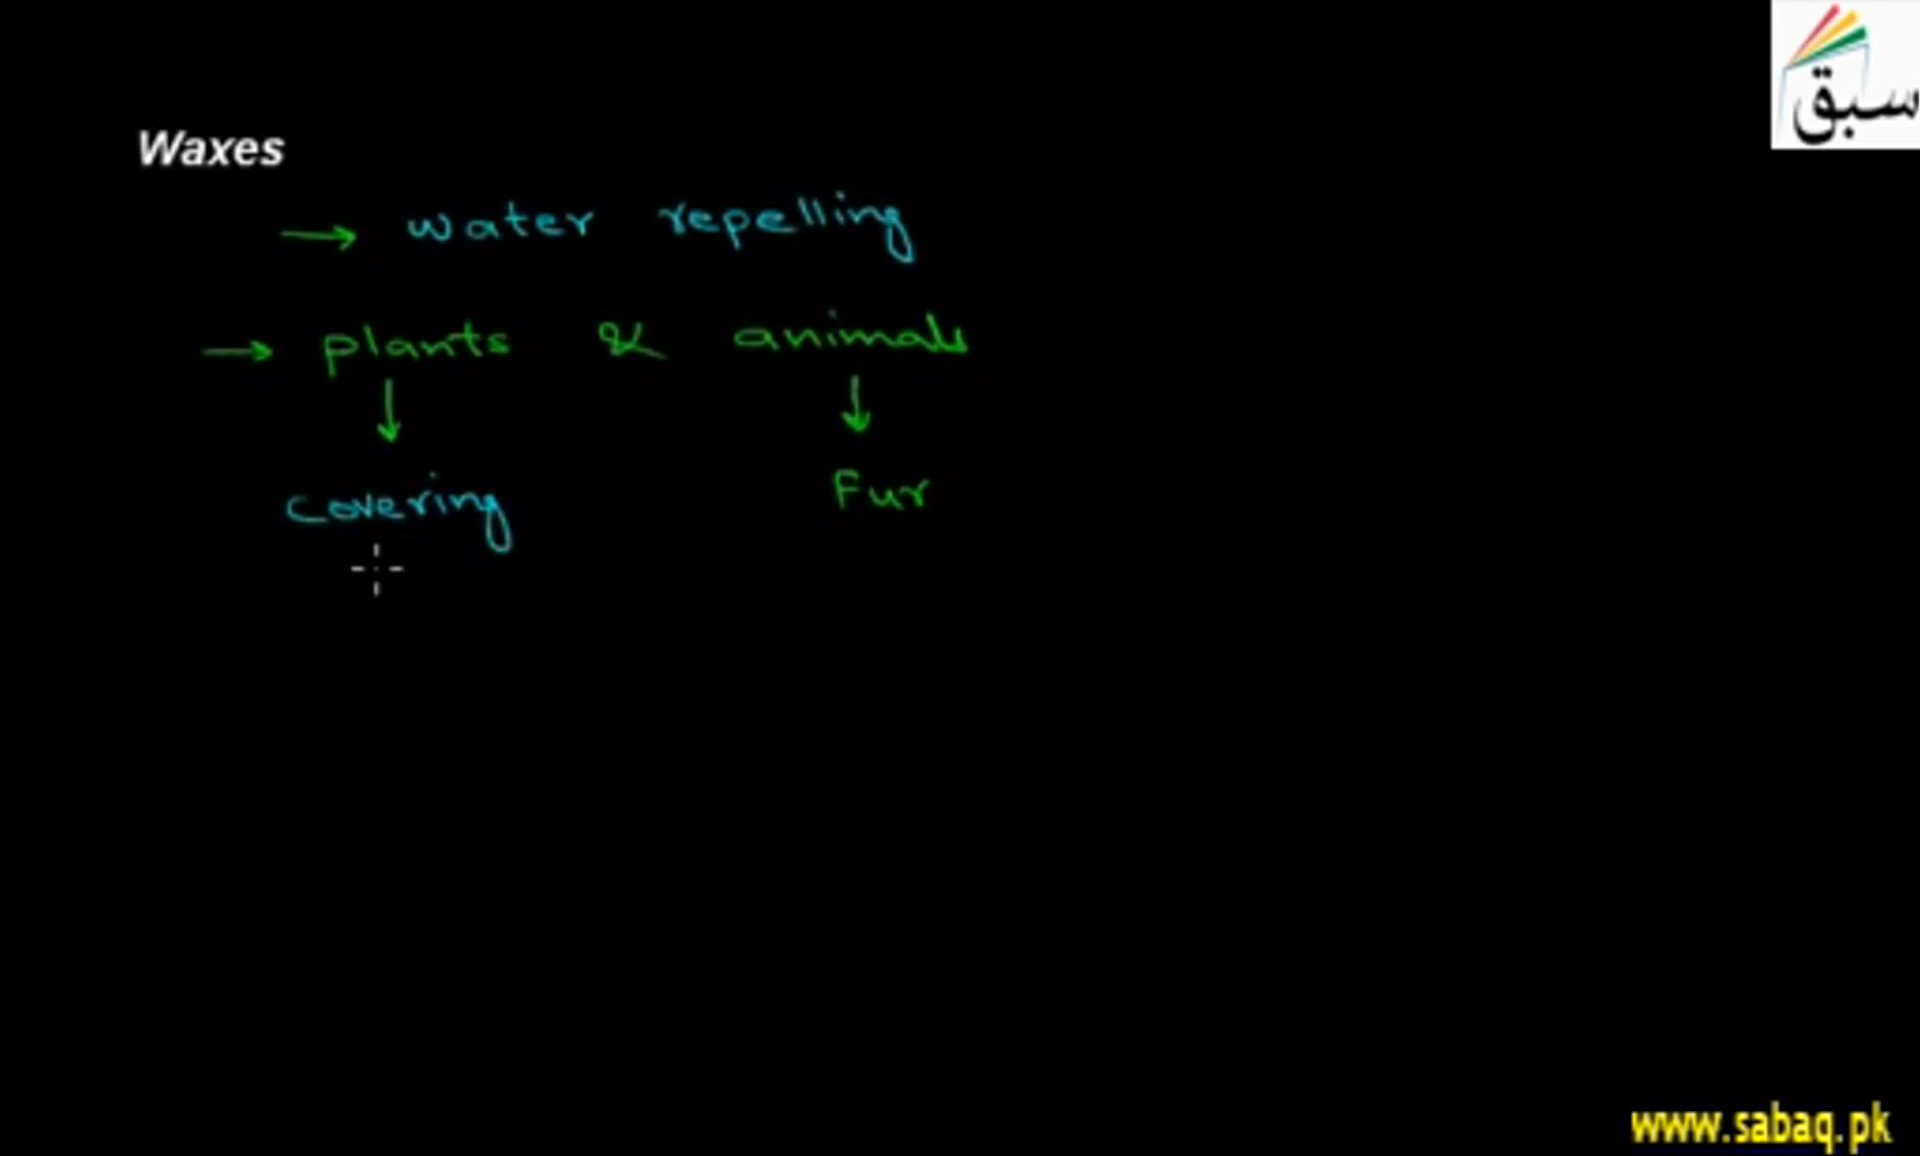 سبق
Waxes
→ water repelling
→ plants & animals
↓ ↓
Covering Fur
www.sabaq.pk